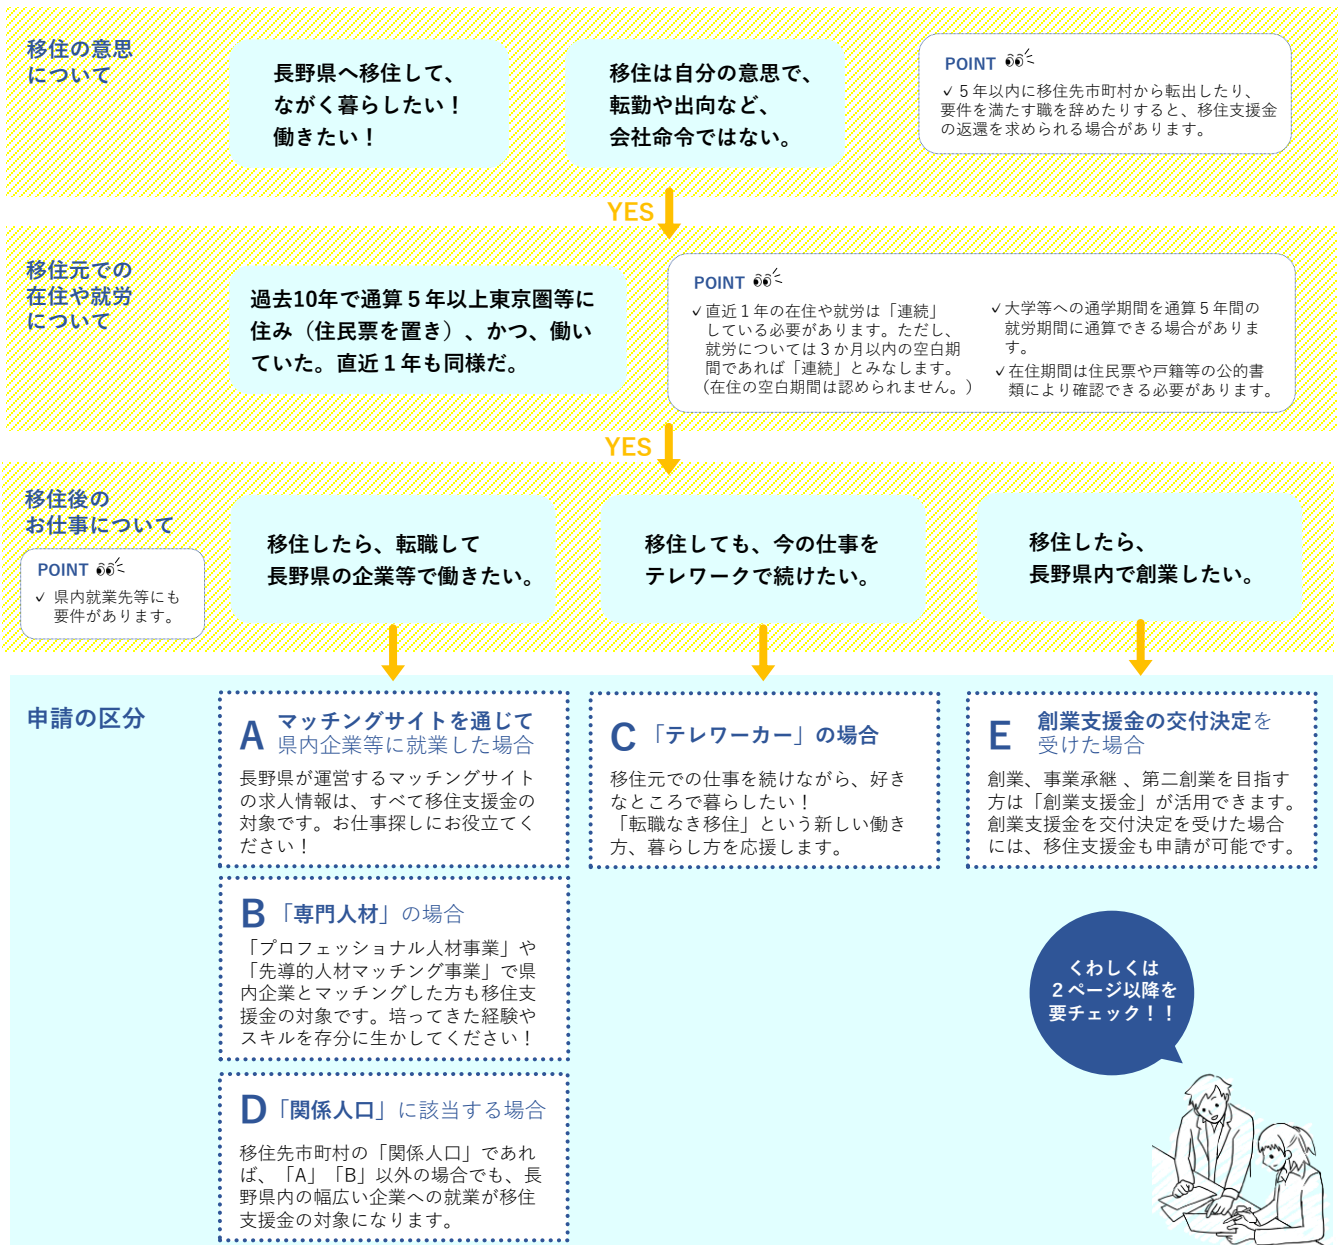 移住の意思
について
長野県へ移住して、
ながく暮らしたい！
働きたい！
移住は自分の意思で、
転勤や出向など、
会社命令ではない。
POINT
✓ ５年以内に移住先市町村から転出したり、
要件を満たす職を辞めたりすると、移住支援金
の返還を求められる場合があります。
YES
移住元での
在住や就労
について
過去10年で通算５年以上東京圏等に
住み（住民票を置き）、かつ、働い
ていた。直近１年も同様だ。
POINT
✓ 直近１年の在住や就労は「連続」
している必要があります。ただし、
就労については３か月以内の空白期
間であれば「連続」とみなします。
（在住の空白期間は認められません。）
✓ 大学等への通学期間を通算５年間の
就労期間に通算できる場合がありま
す。
✓ 在住期間は住民票や戸籍等の公的書
類により確認できる必要があります。
YES
移住後の
お仕事について
POINT
✓ 県内就業先等にも
要件があります。
移住したら、転職して
長野県の企業等で働きたい。
移住しても、今の仕事を
テレワークで続けたい。
移住したら、
長野県内で創業したい。
申請の区分
A マッチングサイトを通じて
県内企業等に就業した場合
長野県が運営するマッチングサイト
の求人情報は、すべて移住支援金の
対象です。お仕事探しにお役立てく
ださい！
B 「専門人材」の場合
「プロフェッショナル人材事業」や
「先導的人材マッチング事業」で県
内企業とマッチングした方も移住支
援金の対象です。培ってきた経験や
スキルを存分に生かしてください！
D 「関係人口」に該当する場合
移住先市町村の「関係人口」であれ
ば、「A」「B」以外の場合でも、長
野県内の幅広い企業への就業が移住
支援金の対象になります。
C 「テレワーカー」の場合
移住元での仕事を続けながら、好き
なところで暮らしたい！
「転職なき移住」という新しい働き
方、暮らし方を応援します。
E 創業支援金の交付決定を
受けた場合
創業、事業承継 、第二創業を目指す
方は「創業支援金」が活用できます。
創業支援金を交付決定を受けた場合
には、移住支援金も申請が可能です。
くわしくは
２ページ以降を
要チェック！！